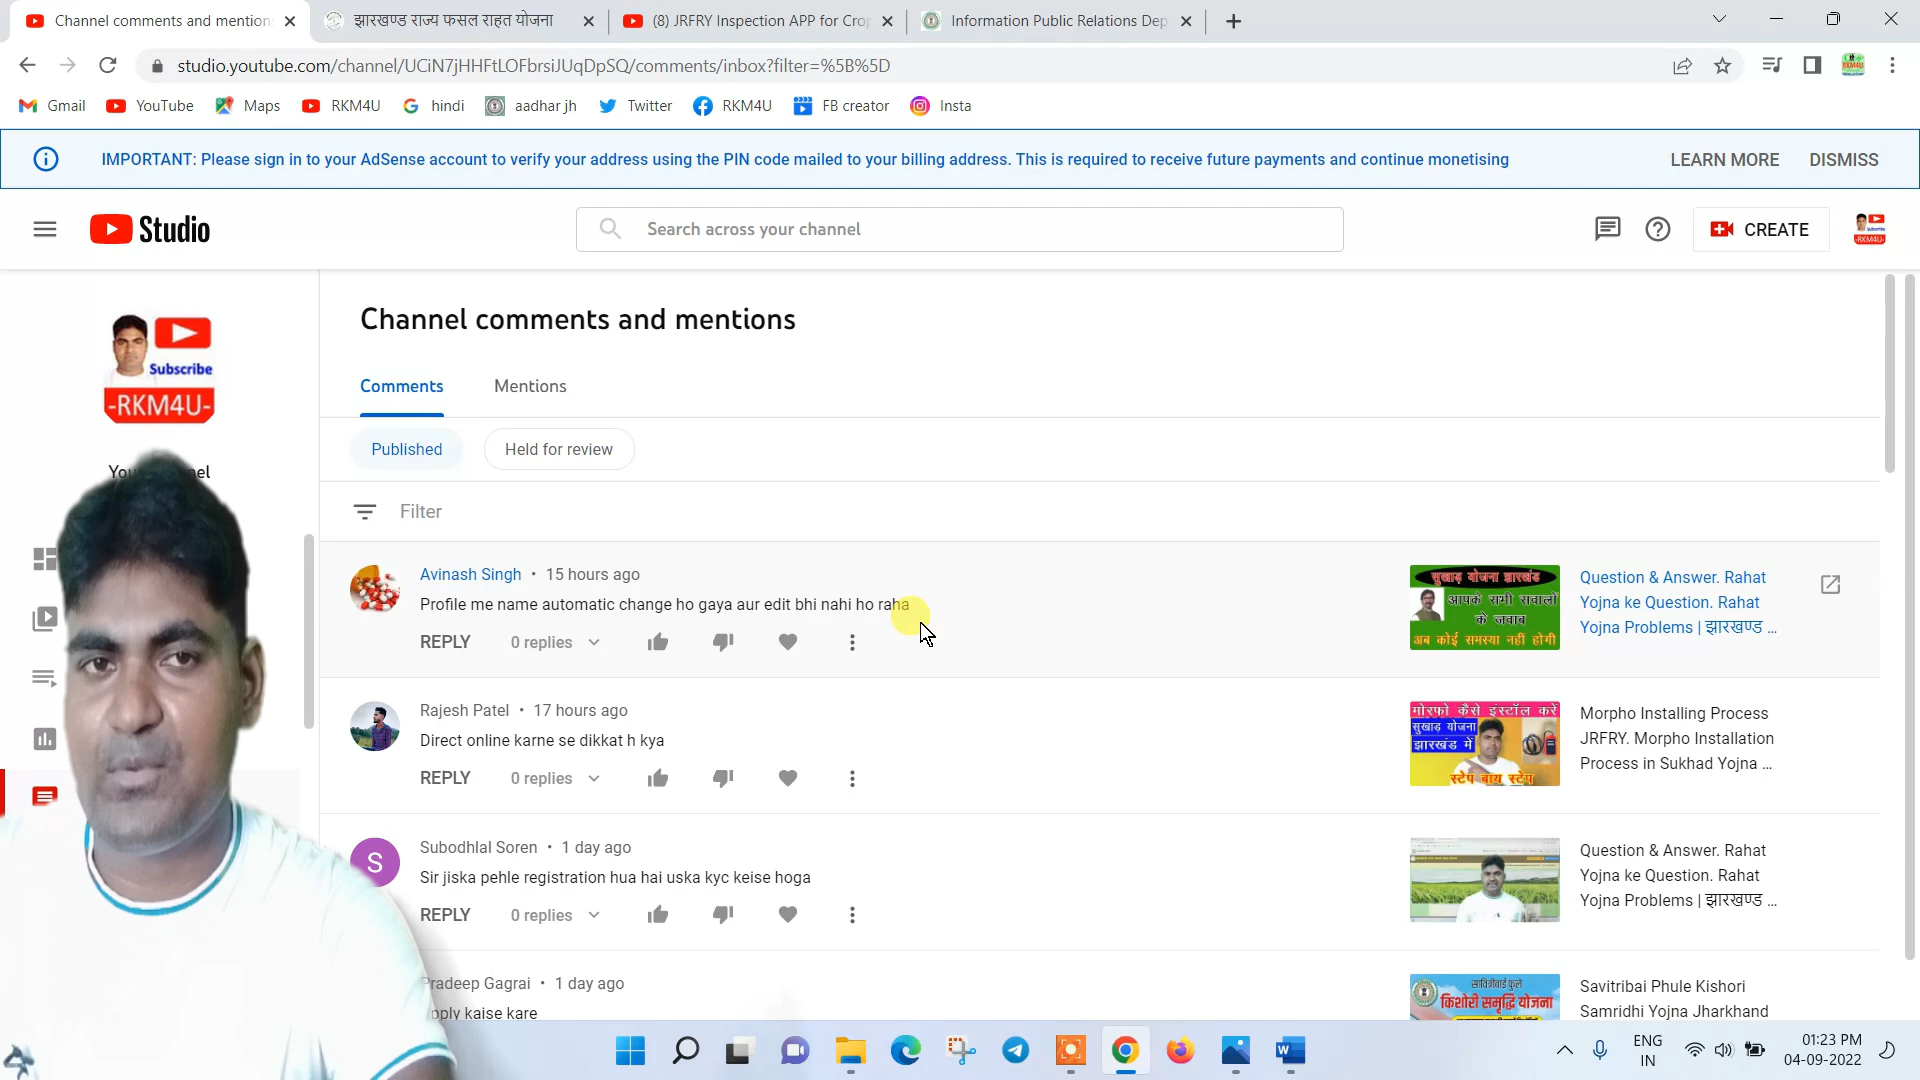 Channel comments and mention
झारखण्ड राज्य फसल राहत योजना
(8) JRFRY Inspection APP for Crop
Information Public Relations Dep
studio.youtube.com/channel/UCiN7jHHFtLOFbrsiJUqDpSQ/comments/inbox?filter=%5B%5D
Gmail
YouTube
Maps
RKM4U
hindi
aadhar jh
Twitter
RKM4U
FB creator
Insta
IMPORTANT: Please sign in to your AdSense account to verify your address using the PIN code mailed to your billing address. This is required to receive future payments and continue monetising
LEARN MORE
DISMISS
Studio
Search across your channel
CREATE
Subscribe
-RKM4U-
Channel comments and mentions
Comments
Mentions
Published
Held for review
Filter
Avinash Singh • 15 hours ago
Profile me name automatic change ho gaya aur edit bhi nahi ho raha
REPLY
0 replies
सुखाड़ योजना झारखंड
आपके सभी सवालों
के जवाब
अब कोई समस्या नहीं होगी
Question & Answer. Rahat
Yojna ke Question. Rahat
Yojna Problems | झारखण्ड ...
Rajesh Patel • 17 hours ago
Direct online karne se dikkat h kya
REPLY
0 replies
मोरफो कैसे इंस्टॉल करें
सुखाड़ योजना
झारखंड में
स्टेप बाय स्टेप
Morpho Installing Process
JRFRY. Morpho Installation
Process in Sukhad Yojna ...
S
Subodhlal Soren • 1 day ago
Sir jiska pehle registration hua hai uska kyc keise hoga
REPLY
0 replies
Question & Answer. Rahat
Yojna ke Question. Rahat
Yojna Problems | झारखण्ड ...
Pradeep Gagrai • 1 day ago
pply kaise kare
सावित्रीबाई फुले
किशोरी समृद्धि योजना
Savitribai Phule Kishori
Samridhi Yojna Jharkhand
ENG
IN
01:23 PM
04-09-2022